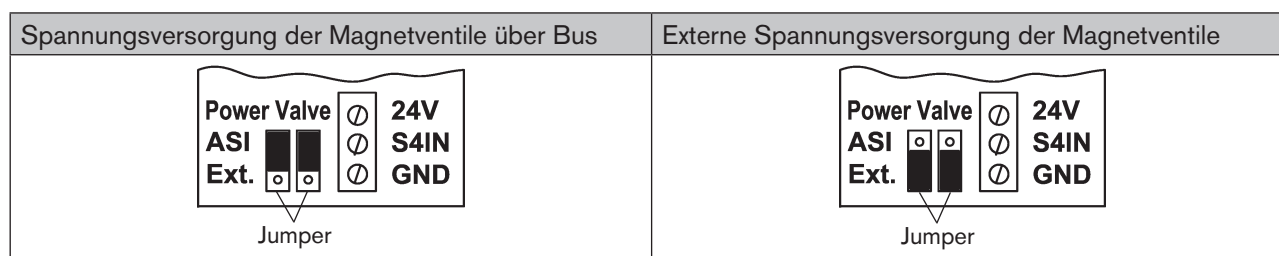 Spannungsversorgung der Magnetventile über Bus
Externe Spannungsversorgung der Magnetventile
Power Valve 24V
ASI S4IN
Ext. GND
Jumper
Power Valve 24V
ASI S4IN
Ext. GND
Jumper